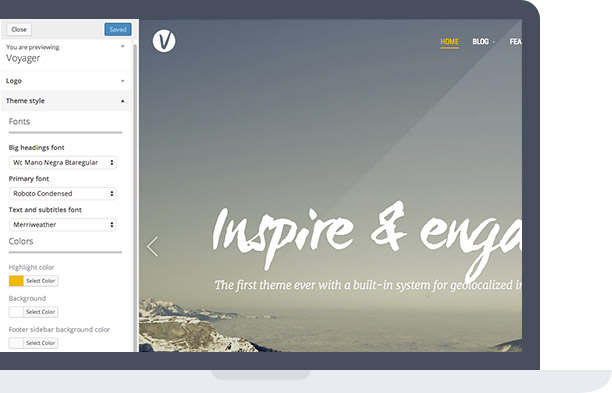 Close
Saved
You are previewing
Voyager
Logo
Theme style
Fonts
Big headings font
Wc Mano Negra Btaregular
Primary font
Roboto Condensed
Text and subtitles font
Merriweather
Colors
Highlight color
Select Color
Background
Select Color
Footer sidebar background color
Select Color
V
HOME BLOG FEA
Inspire & enga
The first theme ever with a built-in system for geolocalized i